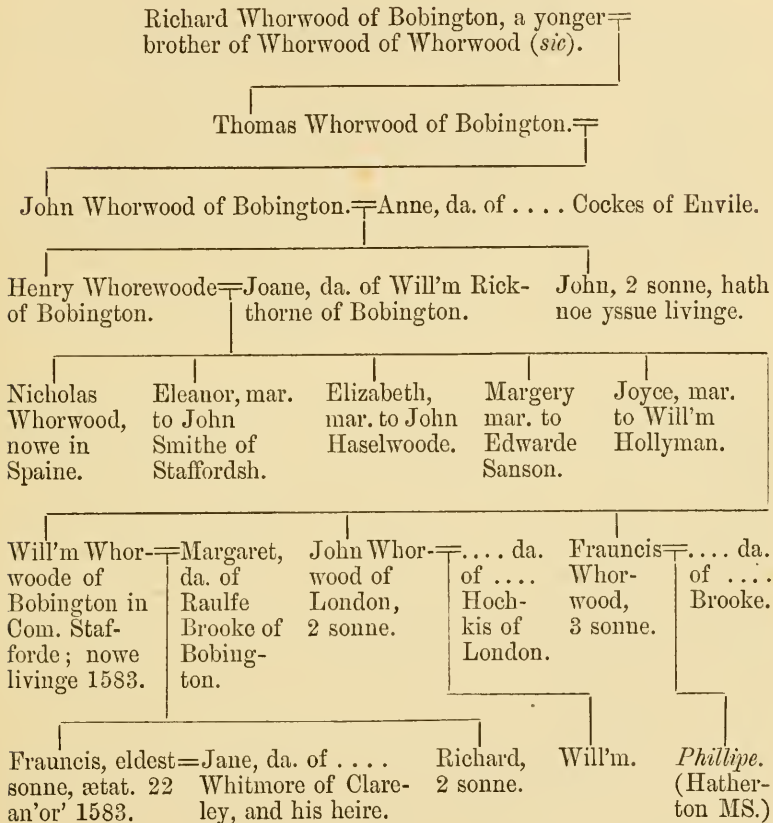 Richard Whorwood of Bobington, a yonger
brother of Whorwood of Whorwood (sic).
Thomas Whorwood of Bobington.
John Whorwood of Bobington. Anne, da. of . . . . Cockes of Envile.
Henry Whorewoode
of Bobington.
Joane, da. of Will'm Rick-
thorne of Bobington.
John, 2 sonne, hath
noe yssue livinge.
Nicholas
Whorwood,
nowe in
Spaine.
Eleanor, mar.
to John
Smithe of
Staffordsh.
Elizabeth,
mar. to John
Haselwoode.
Margery
mar. to
Edwarde
Sanson.
Joyce, mar.
to Will'm
Hollyman.
Will'm Whor-
woode of
Bobington in
Com. Staf-
forde; nowe
livinge 1583.
Margaret,
da. of
Raulfe
Brooke of
Bobing-
ton.
John Whor-
wood of
London,
2 sonne.
. . . . da.
of . . . .
Hoch-
kis of
London.
Frauncis
Whor-
wood,
3 sonne.
. . . . da.
of . . . .
Brooke.
Frauncis, eldest
sonne, ætat. 22
an'or' 1583.
=Jane, da. of . . . .
Whitmore of Clare-
ley, and his heire.
Richard,
2 sonne.
Will'm.
Phillipe.
(Hather-
ton MS.)